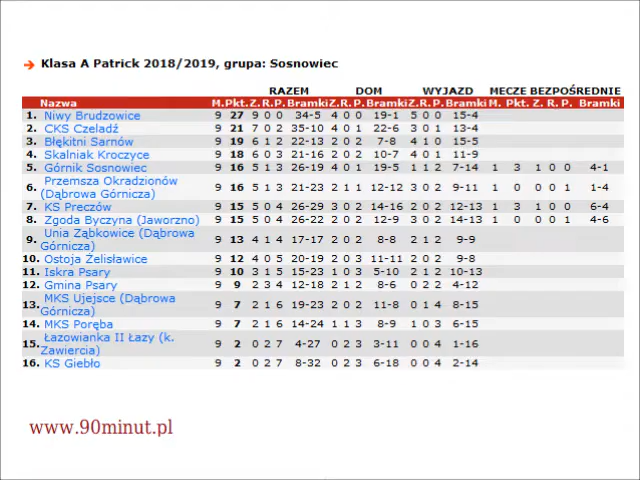 Klasa A Patrick 2018/2019, grupa: Sosnowiec
RAZEM DOM WYJAZD MECZE BEZPOŚREDNIE
Nazwa M. Pkt. Z. R. P. Bramki Z. R. P. Bramki Z. R. P. Bramki M. Pkt. Z. R. P. Bramki
1. Niwy Brudzowice 9 27 9 0 0 34-5 4 0 0 19-1 5 0 0 15-4
2. CKS Czeladź 9 21 7 0 2 35-10 4 0 1 22-6 3 0 1 13-4
3. Błękitni Sarnów 9 19 6 1 2 22-13 2 0 2 7-8 4 1 0 15-5
4. Skalniak Kroczyce 9 18 6 0 3 21-16 2 0 2 10-7 4 0 1 11-9
5. Górnik Sosnowiec 9 16 5 1 3 26-19 4 0 1 19-5 1 1 2 7-14 1 3 1 0 0 4-1
6. Przemsza Okradzionów (Dąbrowa Górnicza) 9 16 5 1 3 21-23 2 1 1 12-12 3 0 2 9-11 1 0 0 0 1 1-4
7. KS Preczów 9 15 5 0 4 26-29 3 0 2 14-16 2 0 2 12-13 1 3 1 0 0 6-4
8. Zgoda Byczyna (Jaworzno) 9 15 5 0 4 26-22 2 0 2 12-9 3 0 2 14-13 1 0 0 0 1 4-6
9. Unia Ząbkowice (Dąbrowa Górnicza) 9 13 4 1 4 17-17 2 0 2 8-8 2 1 2 9-9
10. Ostoja Żelisławice 9 12 4 0 5 20-19 2 0 3 11-11 2 0 2 9-8
11. Iskra Psary 9 10 3 1 5 15-23 1 0 3 5-10 2 1 2 10-13
12. Gmina Psary 9 9 2 3 4 12-18 2 1 2 8-6 0 2 2 4-12
13. MKS Ujejsce (Dąbrowa Górnicza) 9 7 2 1 6 19-23 2 0 2 11-8 0 1 4 8-15
14. MKS Poręba 9 7 2 1 6 14-24 1 1 3 8-9 1 0 3 6-15
15. Łazowianka II Łazy (k. Zawiercia) 9 2 0 2 7 4-27 0 2 3 3-11 0 0 4 1-16
16. KS Giebło 9 2 0 2 7 8-32 0 2 3 6-18 0 0 4 2-14
www.90minut.pl